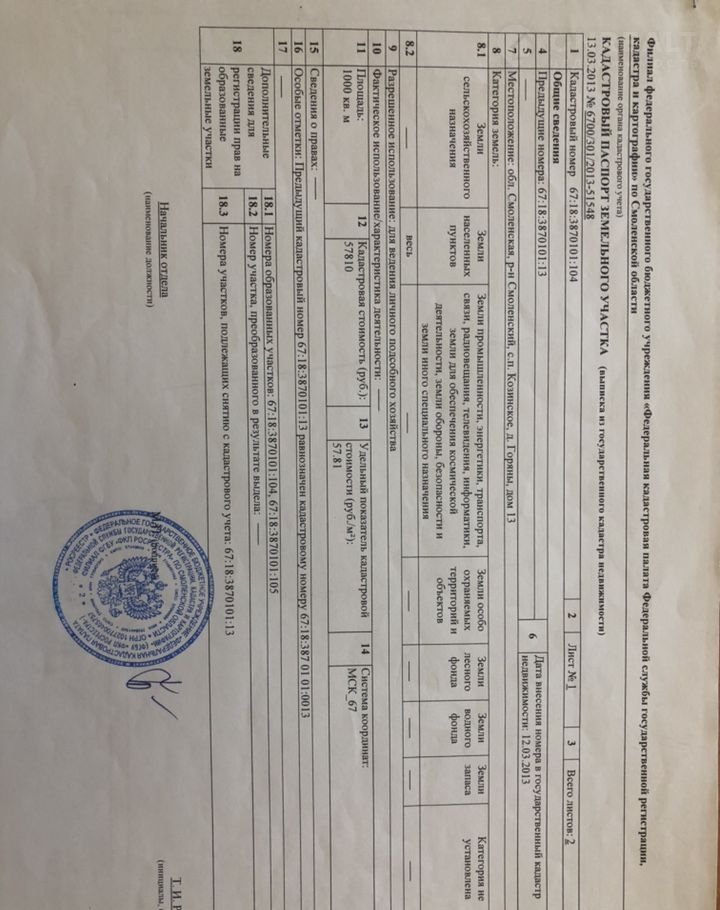 Филиал федерального государственного бюджетного учреждения «Федеральная кадастровая палата Федеральной службы государственной регистрации,
кадастра и картографии» по Смоленской области
(наименование органа кадастрового учета)
КАДАСТРОВЫЙ ПАСПОРТ ЗЕМЕЛЬНОГО УЧАСТКА (выписка из государственного кадастра недвижимости)
13.03.2013 № 6700/301/2013-51548
1 Кадастровый номер 67:18:3870101:104 2 Лист № 1 3 Всего листов: 2
Общие сведения
4 Предыдущие номера: 67:18:3870101:13 6 Дата внесения номера в государственный кадастр
5 — недвижимости: 12.03.2013
7 Местоположение: обл. Смоленская, р-н Смоленский, с.п. Козинское, д. Горяны, дом 13
8 Категория земель:
8.1
Земли
сельскохозяйственного
назначения
Земли
населенных
пунктов
Земли промышленности, энергетики, транспорта,
связи, радиовещания, телевидения, информатики,
земли для обеспечения космической
деятельности, земли обороны, безопасности и
земли иного специального назначения
Земли особо
охраняемых
территорий и
объектов
Земли
лесного
фонда
Земли
водного
фонда
Земли
запаса
Категория не
установлена
8.2 — весь — — — — — —
9 Разрешенное использование: для ведения личного подсобного хозяйства
10 Фактическое использование/характеристика деятельности: —
11 Площадь:
1000 кв. м
12 Кадастровая стоимость (руб.):
57810
13 Удельный показатель кадастровой
стоимости (руб./м²):
57.81
14 Система координат:
МСК_67
15 Сведения о правах: —
16 Особые отметки: Предыдущий кадастровый номер 67:18:3870101:13 равнозначен кадастровому номеру 67:18:387 01 01:0013
17 —
18
Дополнительные
сведения для
регистрации прав на
образованные
земельные участки
18.1 Номера образованных участков: 67:18:3870101:104, 67:18:3870101:105
18.2 Номер участка, преобразованного в результате выдела: —
18.3 Номера участков, подлежащих снятию с кадастрового учета: 67:18:3870101:13
Начальник отдела
(наименование должности)
Т. И.
(инициалы,